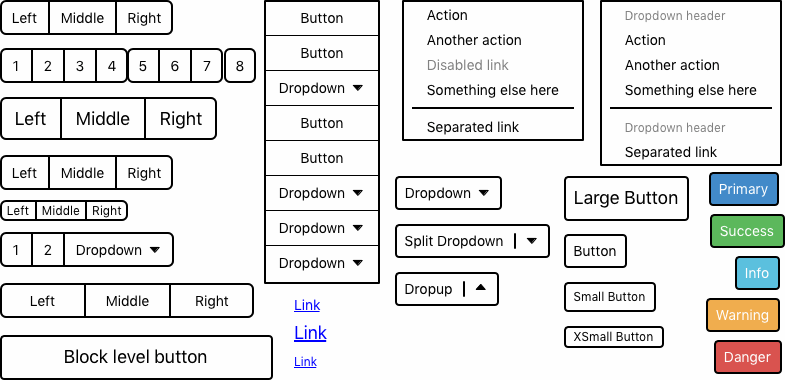 Left Middle Right
1 2 3 4 5 6 7 8
Left Middle Right
Left Middle Right
Left Middle Right
1 2 Dropdown
Left Middle Right
Block level button
Button
Button
Dropdown
Button
Button
Dropdown
Dropdown
Dropdown
Link
Link
Link
Action
Another action
Disabled link
Something else here
Separated link
Dropdown
Split Dropdown
Dropup
Dropdown header
Action
Another action
Something else here
Dropdown header
Separated link
Large Button
Button
Small Button
XSmall Button
Primary
Success
Info
Warning
Danger